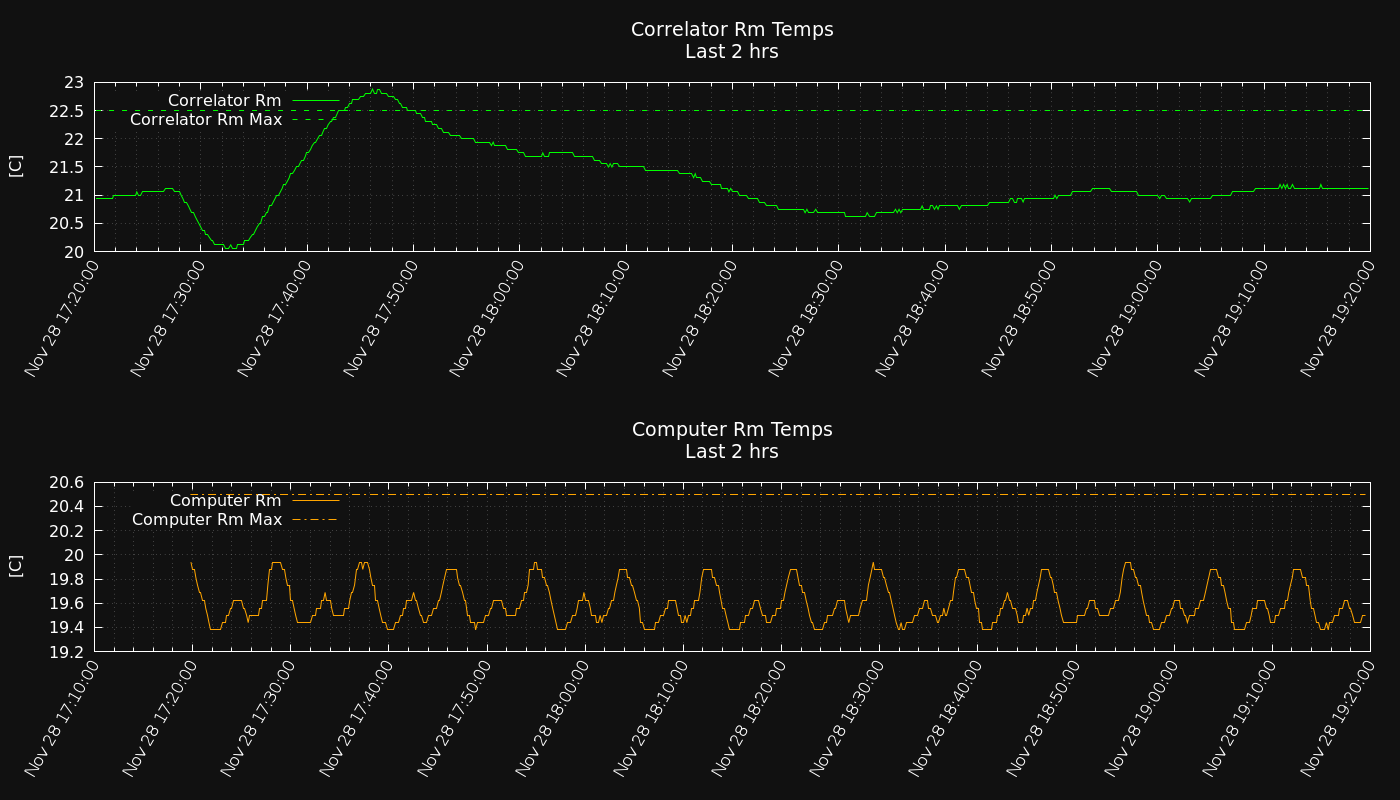 Correlator Rm Temps
Last 2 hrs
23
22.5
22
21.5
21
20.5
20
[C]
Correlator Rm
Correlator Rm Max
Nov 28 17:20:00
Nov 28 17:30:00
Nov 28 17:40:00
Nov 28 17:50:00
Nov 28 18:00:00
Nov 28 18:10:00
Nov 28 18:20:00
Nov 28 18:30:00
Nov 28 18:40:00
Nov 28 18:50:00
Nov 28 19:00:00
Nov 28 19:10:00
Nov 28 19:20:00
Computer Rm Temps
Last 2 hrs
20.6
20.4
20.2
20
19.8
19.6
19.4
19.2
[C]
Computer Rm
Computer Rm Max
Nov 28 17:10:00
Nov 28 17:20:00
Nov 28 17:30:00
Nov 28 17:40:00
Nov 28 17:50:00
Nov 28 18:00:00
Nov 28 18:10:00
Nov 28 18:20:00
Nov 28 18:30:00
Nov 28 18:40:00
Nov 28 18:50:00
Nov 28 19:00:00
Nov 28 19:10:00
Nov 28 19:20:00